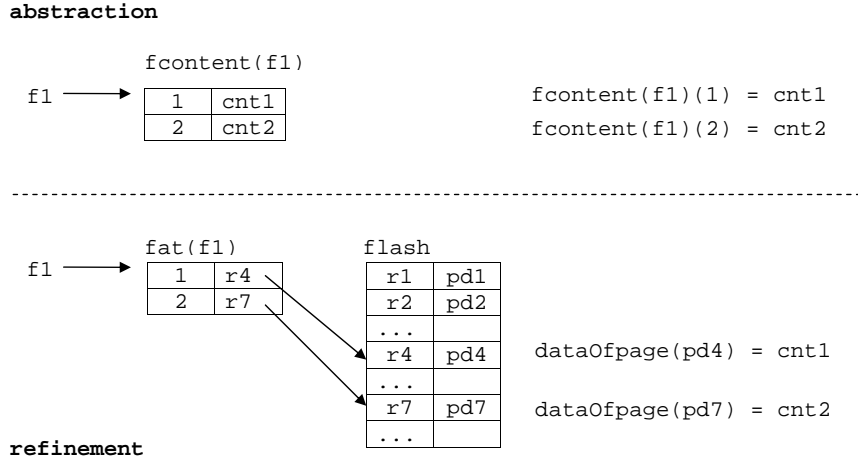 abstraction
fcontent(f1)
f1
1 cnt1
2 cnt2
fcontent(f1)(1) = cnt1
fcontent(f1)(2) = cnt2
fat(f1)
f1
1 r4
2 r7
flash
r1 pd1
r2 pd2
...
r4 pd4
...
r7 pd7
...
dataOfpage(pd4) = cnt1
dataOfpage(pd7) = cnt2
refinement